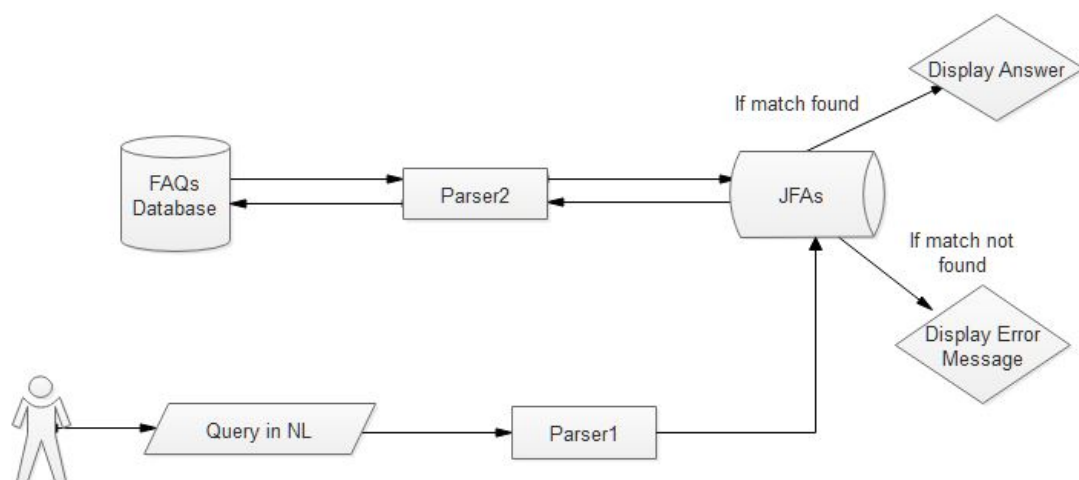 Display Answer
If match found
FAQs
Database
Parser2
JFAs
If match not
found
Display Error
Message
Query in NL
Parser1